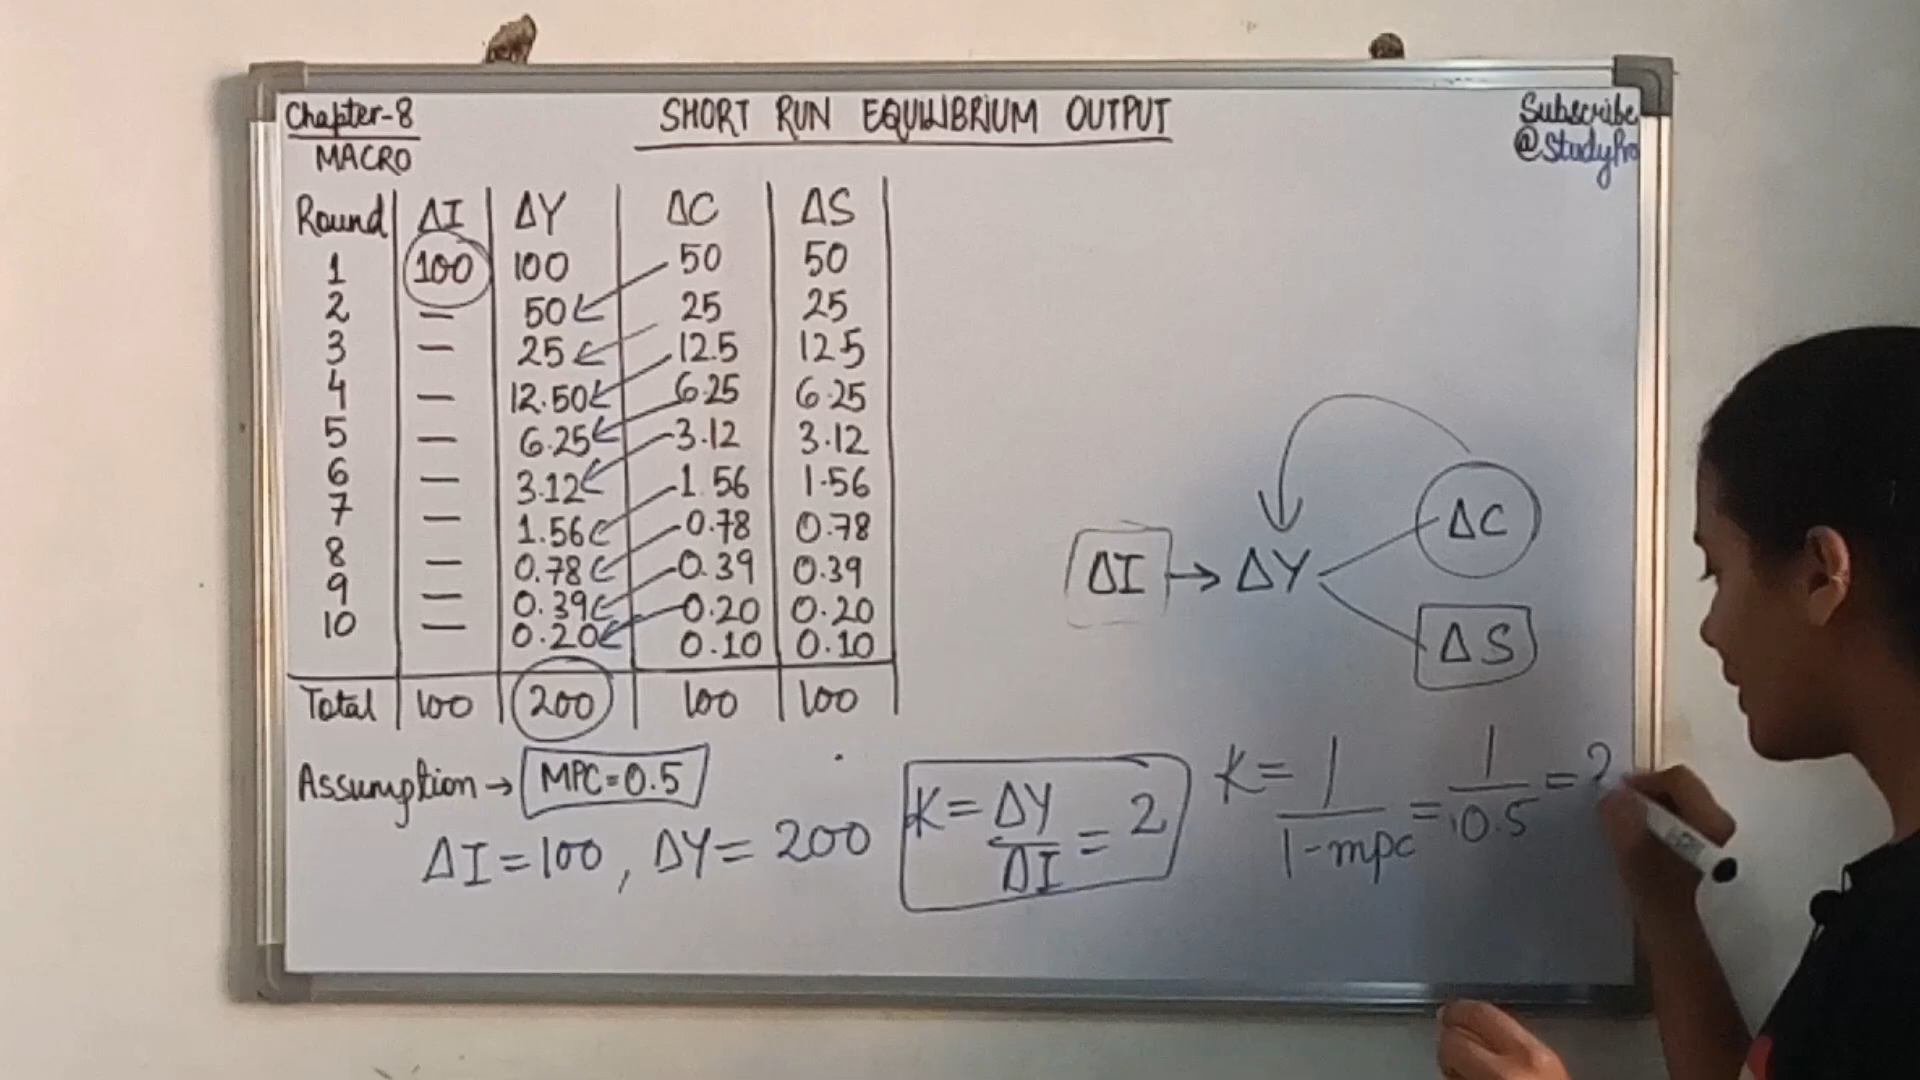 Chapter-8
MACRO
SHORT RUN EQUILIBRIUM OUTPUT
Subscribe
@StudyPro
Round ΔI ΔY ΔC ΔS
1 100 100 50 50
2 — 50 25 25
3 — 25 12.5 12.5
4 — 12.50 6.25 6.25
5 — 6.25 3.12 3.12
6 — 3.12 1.56 1.56
7 — 1.56 0.78 0.78
8 — 0.78 0.39 0.39
9 — 0.39 0.20 0.20
10 — 0.20 0.10 0.10
Total 100 200 100 100
ΔI → ΔY
ΔC
ΔS
Assumption → MPC=0.5
ΔI = 100, ΔY = 200
K = ΔY/ΔI = 2
K = 1/1-mpc = 1/0.5 = 2